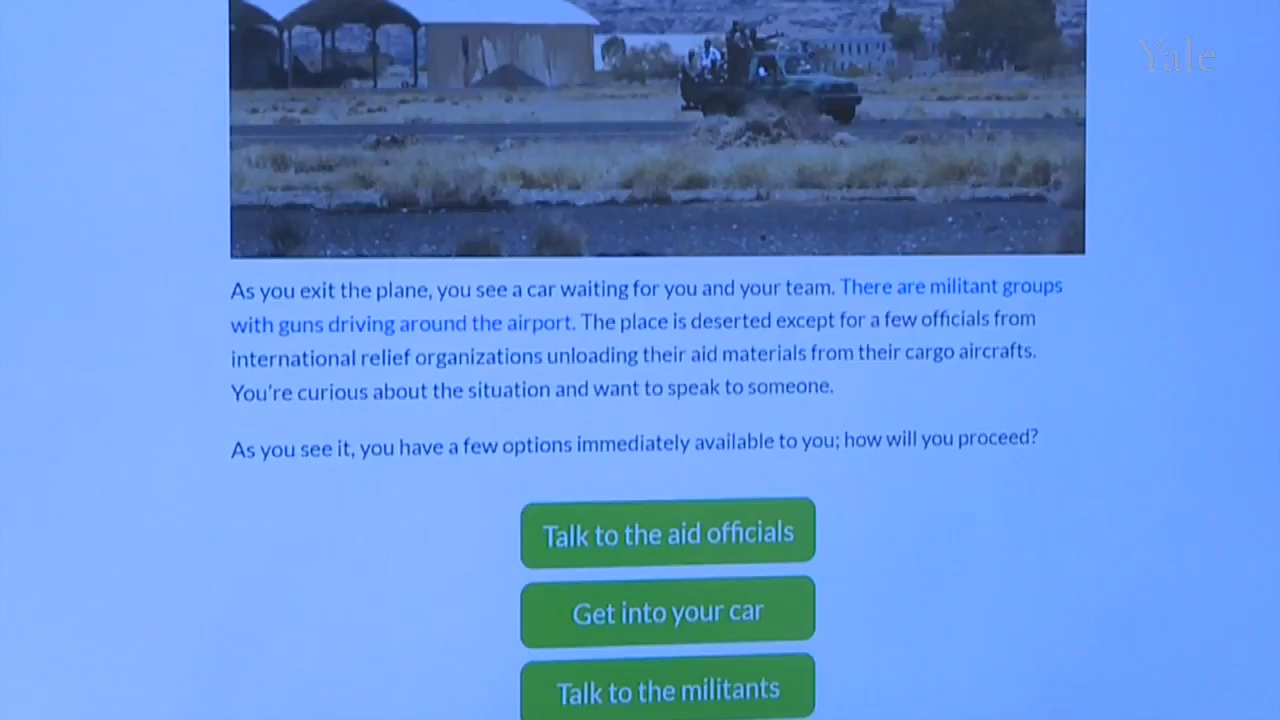 Yale
As you exit the plane, you see a car waiting for you and your team. There are militant groups
with guns driving around the airport. The place is deserted except for a few officials from
international relief organizations unloading their aid materials from their cargo aircrafts.
You're curious about the situation and want to speak to someone.
As you see it, you have a few options immediately available to you; how will you proceed?
Talk to the aid officials
Get into your car
Talk to the militants